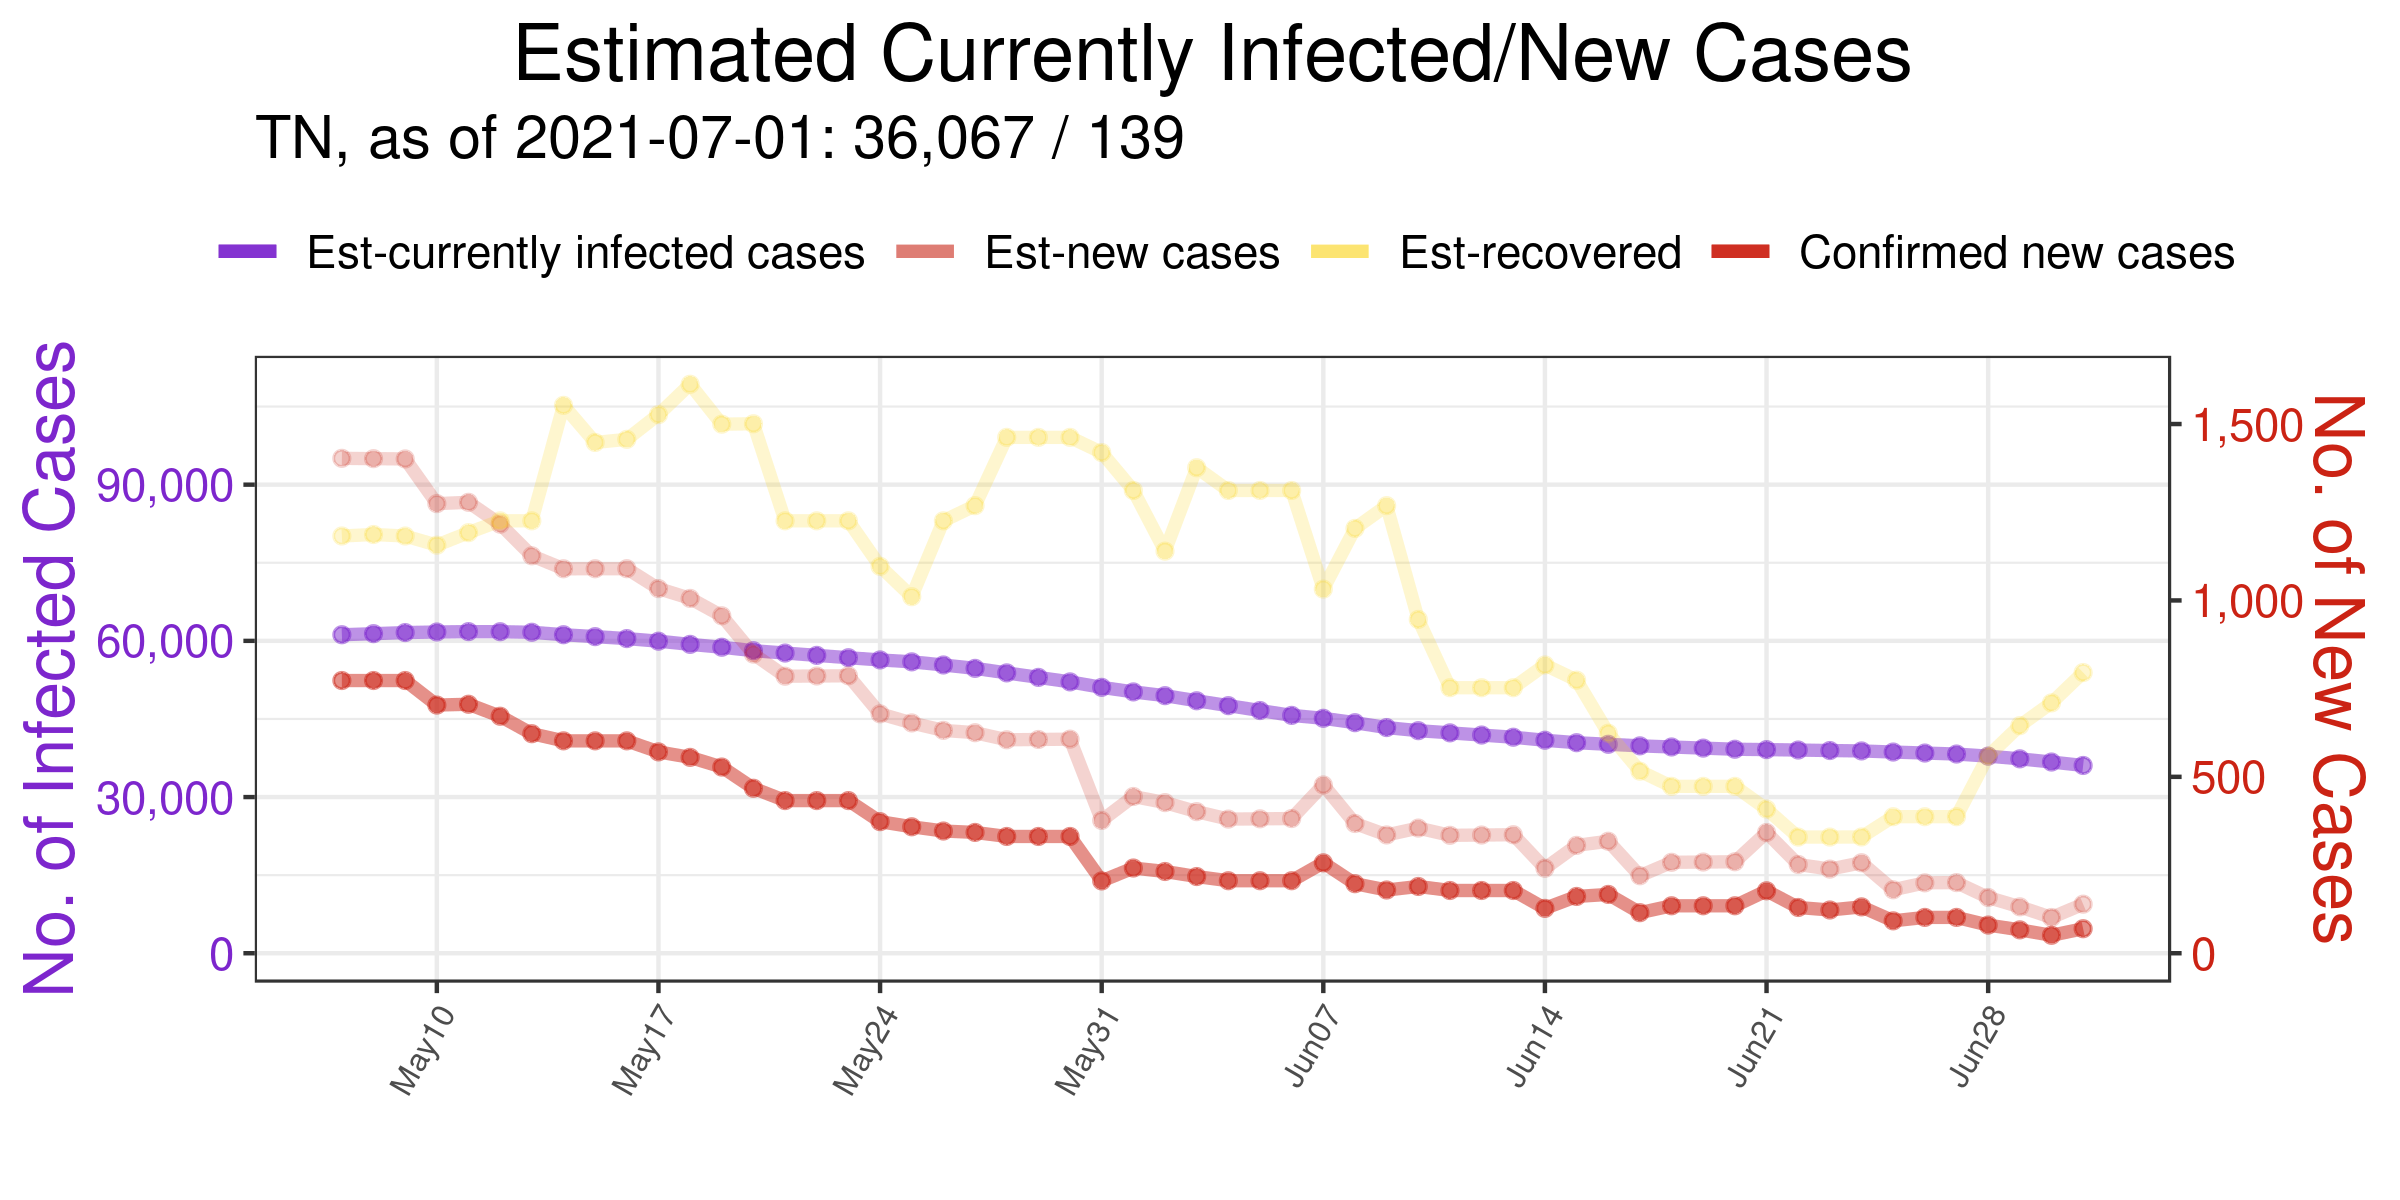 Estimated Currently Infected/New Cases
TN, as of 2021-07-01: 36,067 / 139
Est-currently infected cases Est-new cases Est-recovered Confirmed new cases
No. of Infected Cases
90,000
60,000
30,000
0
1,500
1,000
500
0
No. of New Cases
May10 May17 May24 May31 Jun07 Jun14 Jun21 Jun28